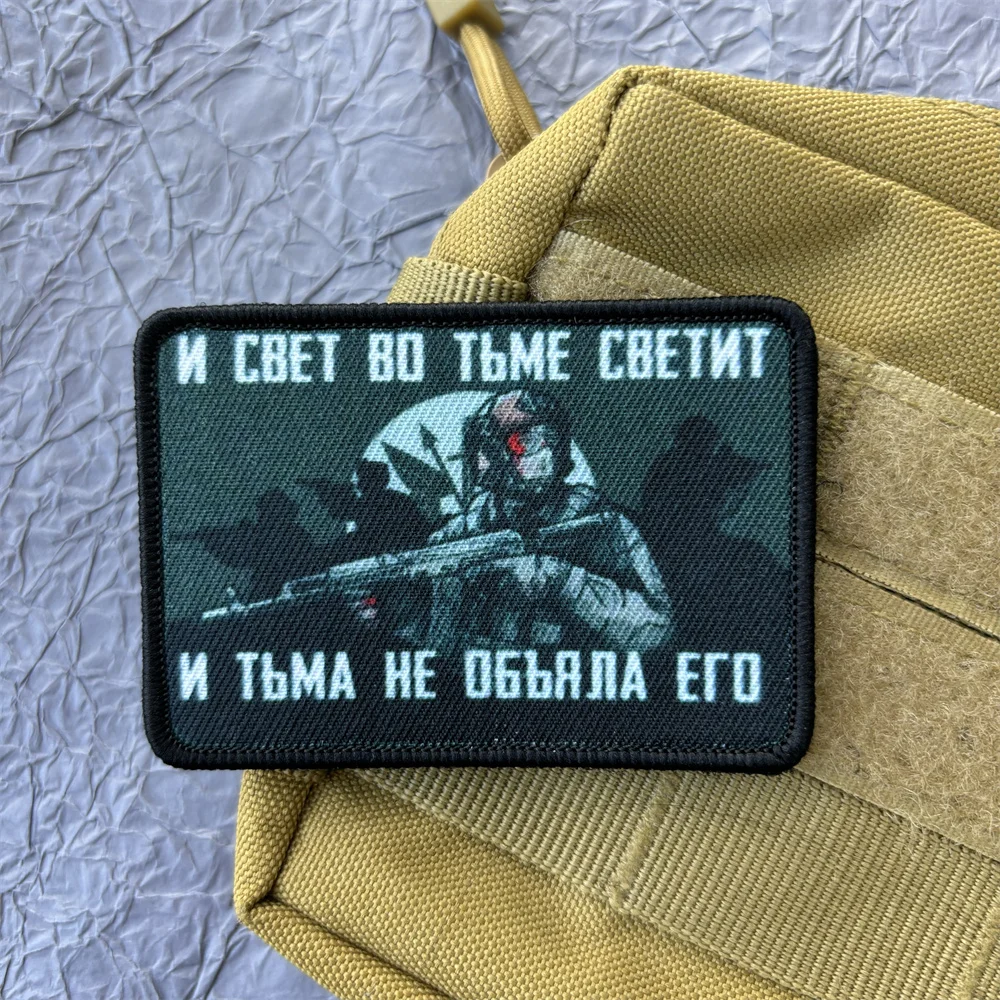 И СВЕТ ВО ТЬМЕ СВЕТИТ
И ТЬМА НЕ ОБЪЯЛА ЕГО